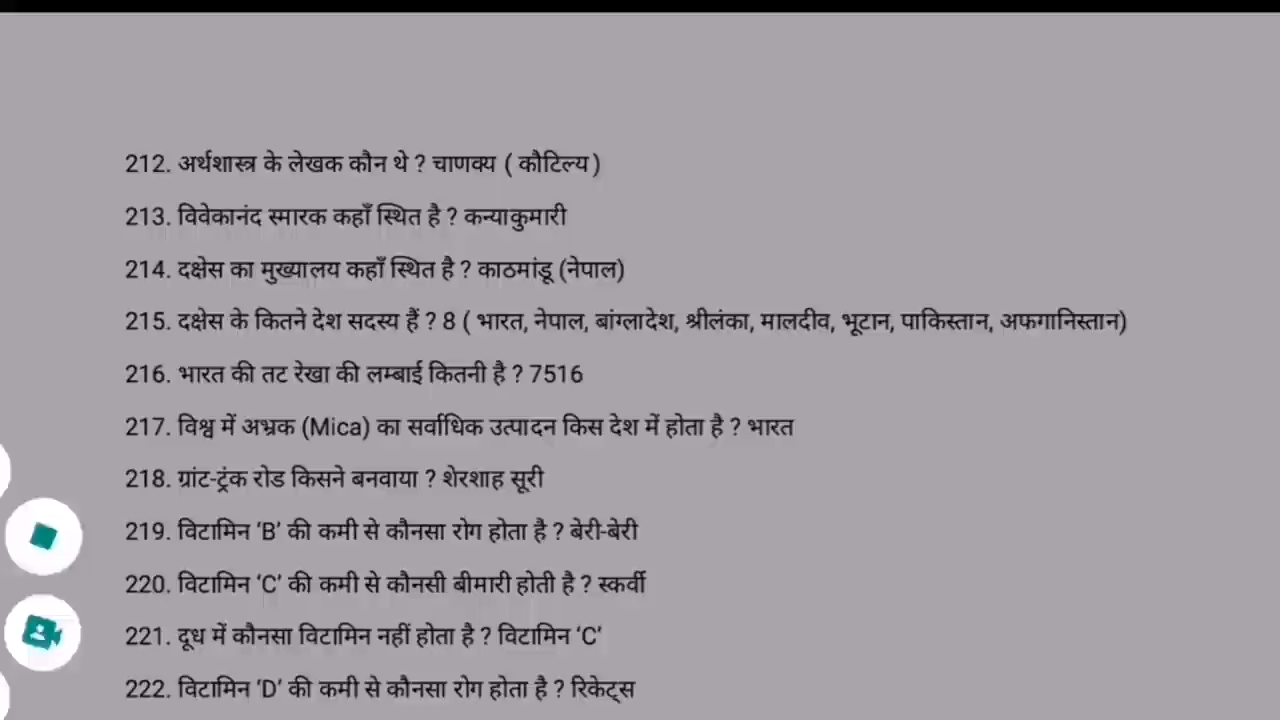 212. अर्थशास्त्र के लेखक कौन थे ? चाणक्य ( कौटिल्य )
213. विवेकानंद स्मारक कहाँ स्थित है ? कन्याकुमारी
214. दक्षेस का मुख्यालय कहाँ स्थित है ? काठमांडू (नेपाल)
215. दक्षेस के कितने देश सदस्य हैं ? 8 ( भारत, नेपाल, बांग्लादेश, श्रीलंका, मालदीव, भूटान, पाकिस्तान, अफगानिस्तान)
216. भारत की तट रेखा की लम्बाई कितनी है ? 7516
217. विश्व में अभ्रक (Mica) का सर्वाधिक उत्पादन किस देश में होता है ? भारत
218. ग्रांट-ट्रंक रोड किसने बनवाया ? शेरशाह सूरी
219. विटामिन ‘B’ की कमी से कौनसा रोग होता है ? बेरी-बेरी
220. विटामिन ‘C’ की कमी से कौनसी बीमारी होती है ? स्कर्वी
221. दूध में कौनसा विटामिन नहीं होता है ? विटामिन ‘C’
222. विटामिन ‘D’ की कमी से कौनसा रोग होता है ? रिकेट्स